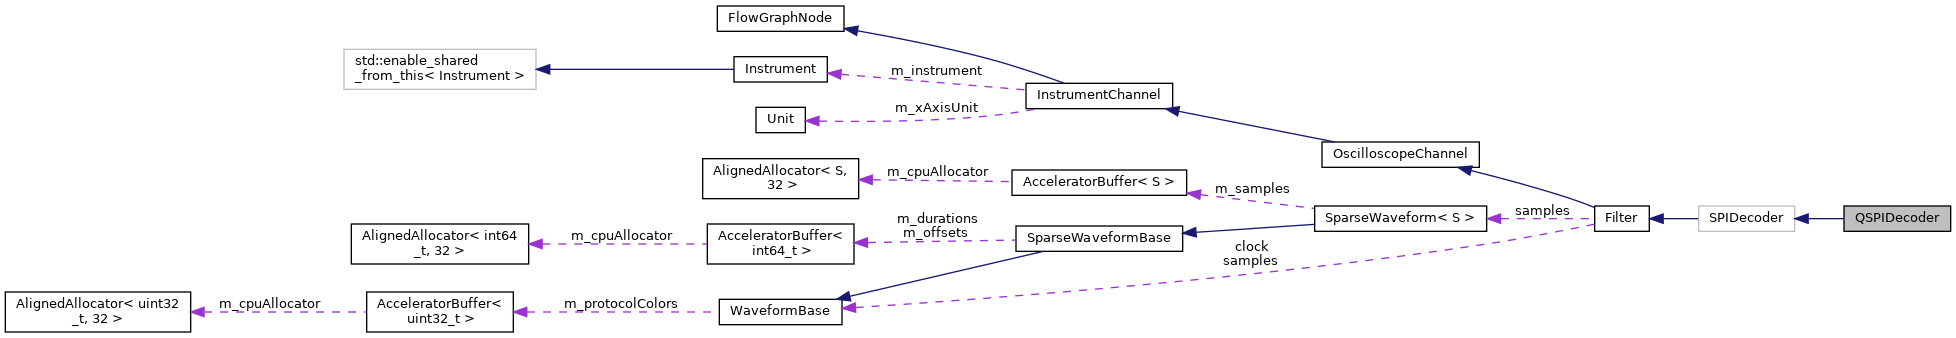 FlowGraphNode
std::enable_shared
_from_this< Instrument >
Instrument
m_instrument
InstrumentChannel
m_xAxisUnit
Unit
OscilloscopeChannel
AlignedAllocator< S,
32 >
m_cpuAllocator
AcceleratorBuffer< S >
m_samples
SparseWaveform< S >
samples
Filter
SPIDecoder
QSPIDecoder
AlignedAllocator< int64
_t, 32 >
m_cpuAllocator
AcceleratorBuffer<
int64_t >
m_durations
m_offsets
SparseWaveformBase
clock
samples
AlignedAllocator< uint32
_t, 32 >
m_cpuAllocator
AcceleratorBuffer<
uint32_t >
m_protocolColors
WaveformBase